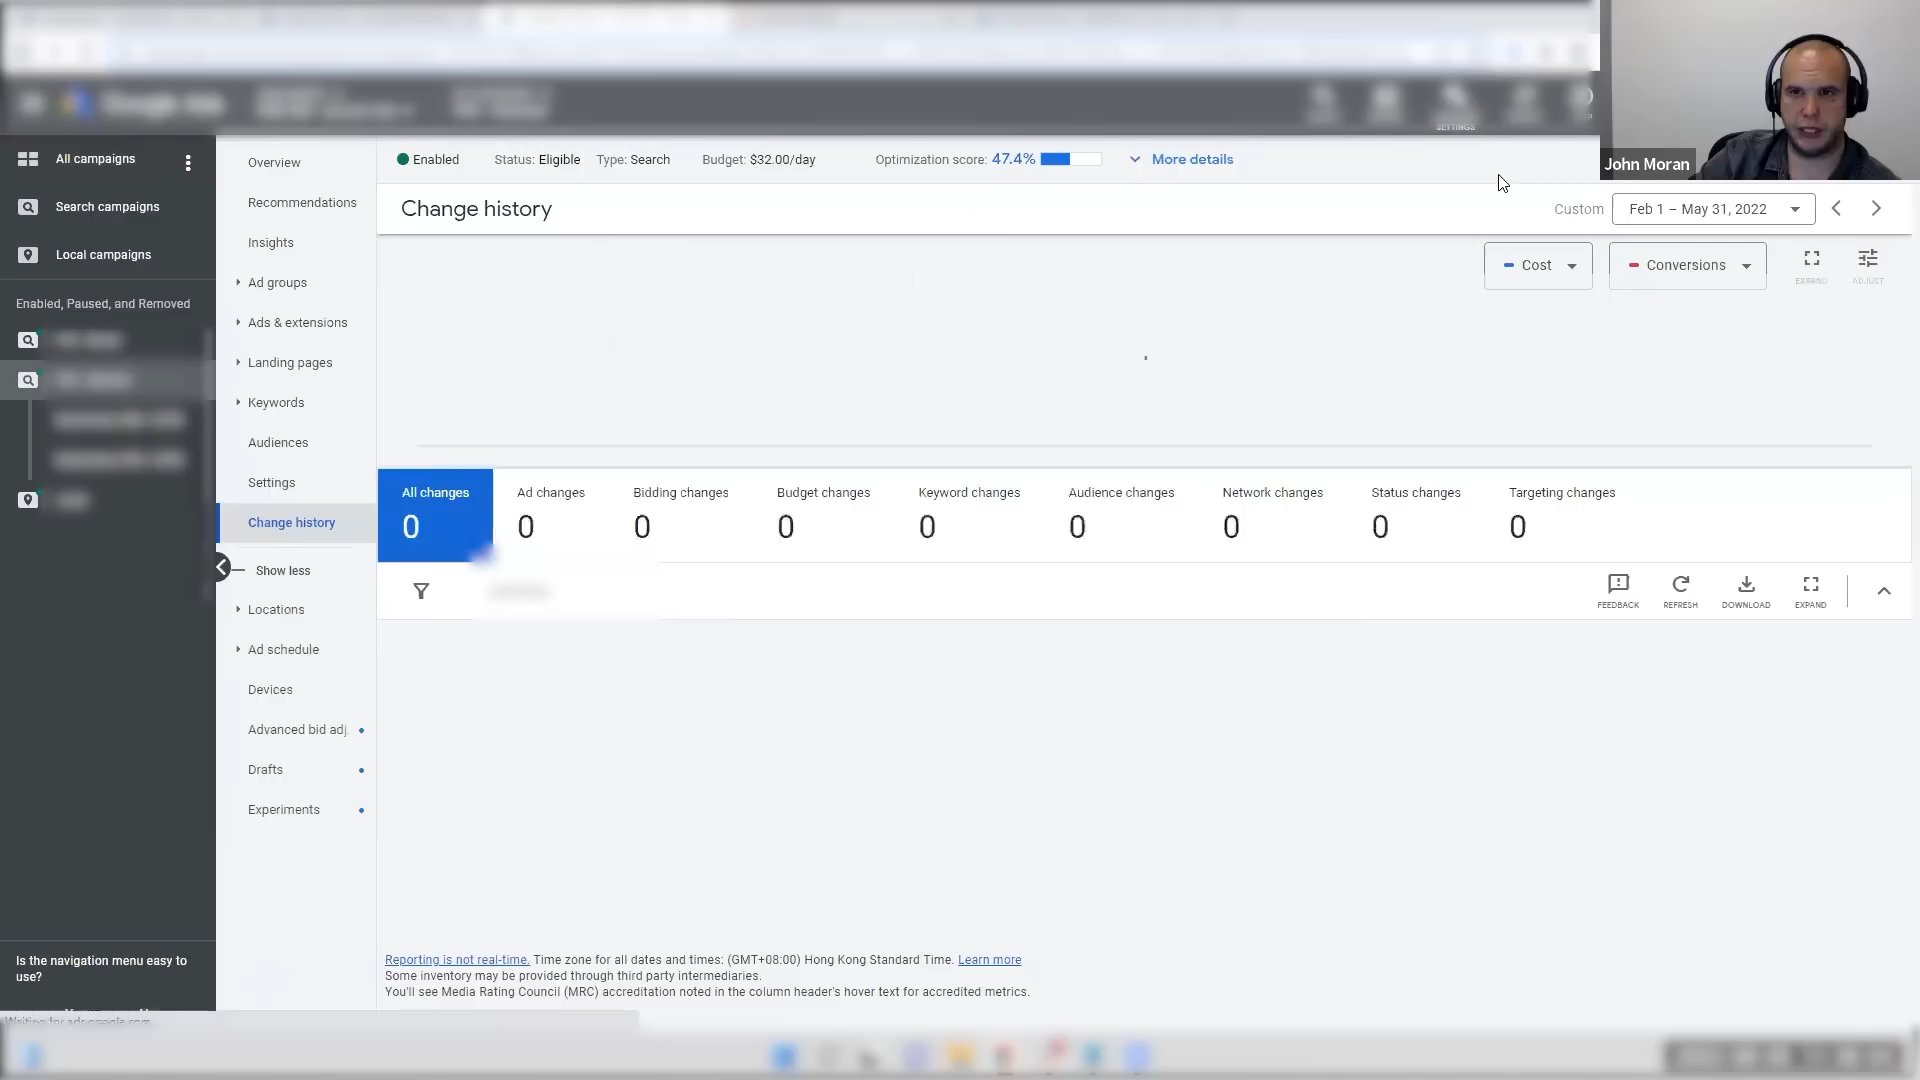 SETTINGS
John Moran
All campaigns
Search campaigns
Local campaigns
Enabled, Paused, and Removed
Is the navigation menu easy to
use?
Overview
Recommendations
Insights
Ad groups
Ads & extensions
Landing pages
Keywords
Audiences
Settings
Change history
Show less
Locations
Ad schedule
Devices
Advanced bid adj.
Drafts
Experiments
Enabled Status: Eligible Type: Search Budget: $32.00/day Optimization score: 47.4% More details
Change history
Custom Feb 1 – May 31, 2022
Cost Conversions
EXPAND ADJUST
All changes Ad changes Bidding changes Budget changes Keyword changes Audience changes Network changes Status changes Targeting changes
0 0 0 0 0 0 0 0 0
FEEDBACK REFRESH DOWNLOAD EXPAND
Reporting is not real-time. Time zone for all dates and times: (GMT+08:00) Hong Kong Standard Time. Learn more
Some inventory may be provided through third party intermediaries.
You'll see Media Rating Council (MRC) accreditation noted in the column header's hover text for accredited metrics.